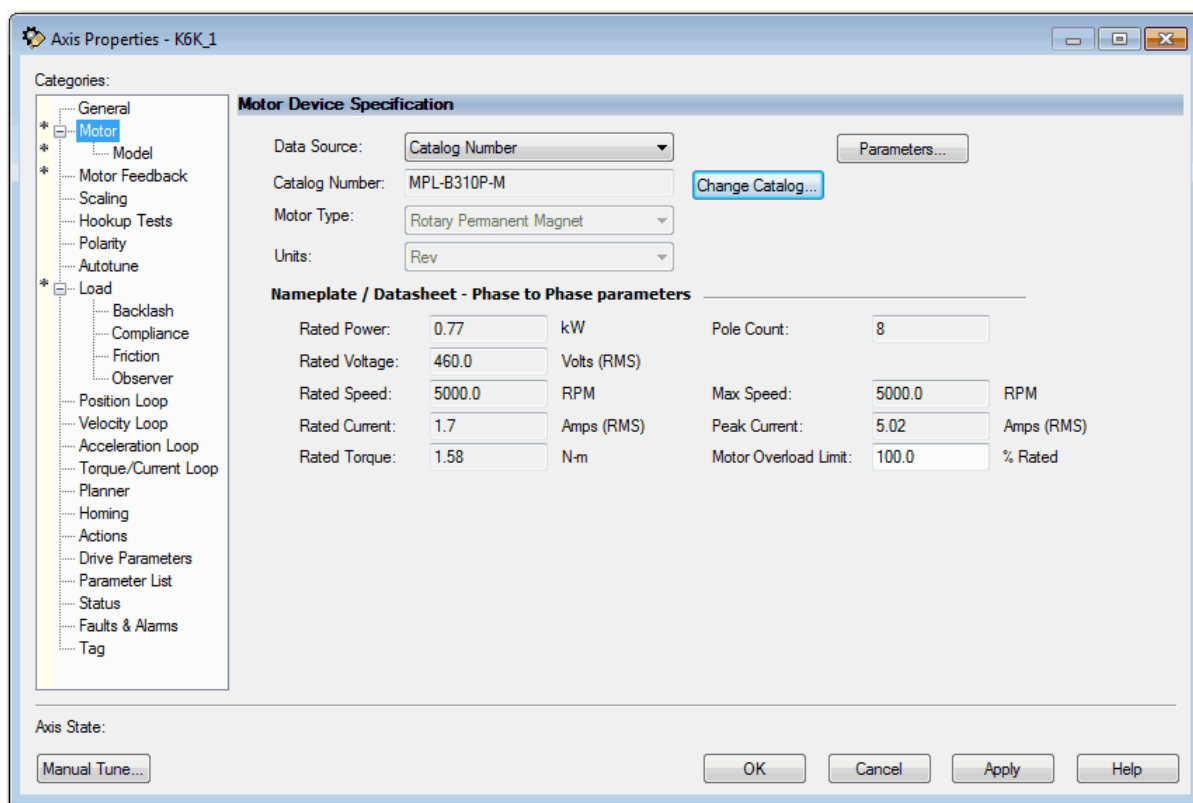 Axis Properties - K6K_1
Categories:
General
* Motor
* Model
* Motor Feedback
Scaling
Hookup Tests
Polarity
Autotune
* Load
Backlash
Compliance
Friction
Observer
Position Loop
Velocity Loop
Acceleration Loop
Torque/Current Loop
Planner
Homing
Actions
Drive Parameters
Parameter List
Status
Faults & Alarms
Tag
Motor Device Specification
Data Source: Catalog Number Parameters...
Catalog Number: MPL-B310P-M Change Catalog...
Motor Type: Rotary Permanent Magnet
Units: Rev
Nameplate / Datasheet - Phase to Phase parameters
Rated Power: 0.77 kW Pole Count: 8
Rated Voltage: 460.0 Volts (RMS)
Rated Speed: 5000.0 RPM Max Speed: 5000.0 RPM
Rated Current: 1.7 Amps (RMS) Peak Current: 5.02 Amps (RMS)
Rated Torque: 1.58 N-m Motor Overload Limit: 100.0 % Rated
Axis State:
Manual Tune... OK Cancel Apply Help